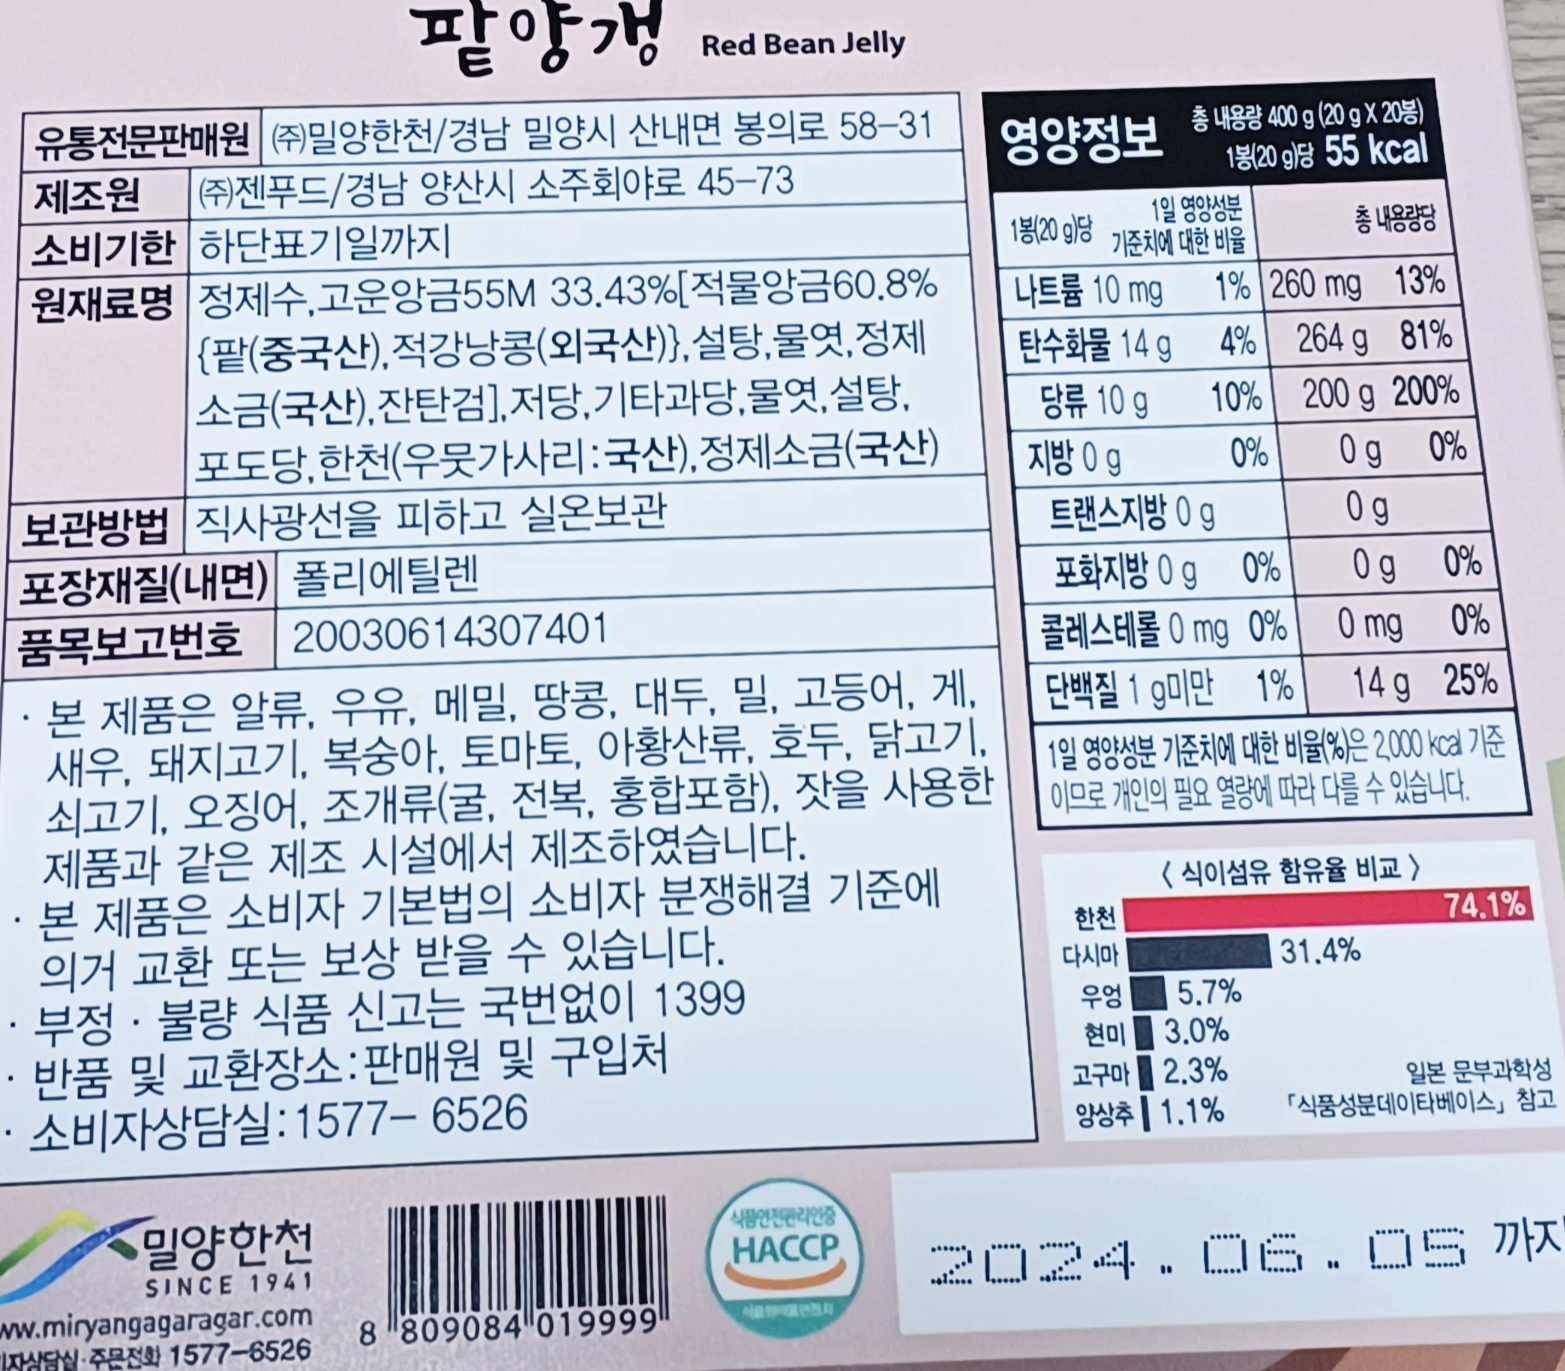 팥양갱 Red Bean Jelly
유통전문판매원 ㈜밀양한천/경남 밀양시 산내면 봉의로 58-31
제조원 ㈜젠푸드/경남 양산시 소주회야로 45-73
소비기한 하단표기일까지
원재료명 정제수,고운앙금55M 33.43%[적물앙금60.8%
{팥(중국산),적강낭콩(외국산)},설탕,물엿,정제
소금(국산),잔탄검],저당,기타과당,물엿,설탕,
포도당,한천(우뭇가사리:국산),정제소금(국산)
보관방법 직사광선을 피하고 실온보관
포장재질(내면) 폴리에틸렌
품목보고번호 20030614307401
· 본 제품은 알류, 우유, 메밀, 땅콩, 대두, 밀, 고등어, 게,
새우, 돼지고기, 복숭아, 토마토, 아황산류, 호두, 닭고기,
쇠고기, 오징어, 조개류(굴, 전복, 홍합포함), 잣을 사용한
제품과 같은 제조 시설에서 제조하였습니다.
· 본 제품은 소비자 기본법의 소비자 분쟁해결 기준에
의거 교환 또는 보상 받을 수 있습니다.
· 부정 · 불량 식품 신고는 국번없이 1399
· 반품 및 교환장소:판매원 및 구입처
· 소비자상담실:1577- 6526
영양정보 총 내용량 400 g (20 g X 20봉)
1봉(20 g)당 55 kcal
1봉(20 g)당 1일 영양성분 기준치에 대한 비율 총 내용량당
나트륨 10 mg 1% 260 mg 13%
탄수화물 14 g 4% 264 g 81%
당류 10 g 10% 200 g 200%
지방 0 g 0% 0 g 0%
트랜스지방 0 g 0 g
포화지방 0 g 0% 0 g 0%
콜레스테롤 0 mg 0% 0 mg 0%
단백질 1 g미만 1% 14 g 25%
1일 영양성분 기준치에 대한 비율(%)은 2,000 kcal 기준
이므로 개인의 필요 열량에 따라 다를 수 있습니다.
〈 식이섬유 함유율 비교 〉
한천 74.1%
다시마 31.4%
우엉 5.7%
현미 3.0%
고구마 2.3%
양상추 1.1%
일본 문부과학성
「식품성분데이타베이스」 참고
밀양한천
SINCE 1941
www.miryangagaragar.com
자상담실·주문전화 1577-6526
8 809084 019999
식품안전관리인증
HACCP
2024.06.05 까지